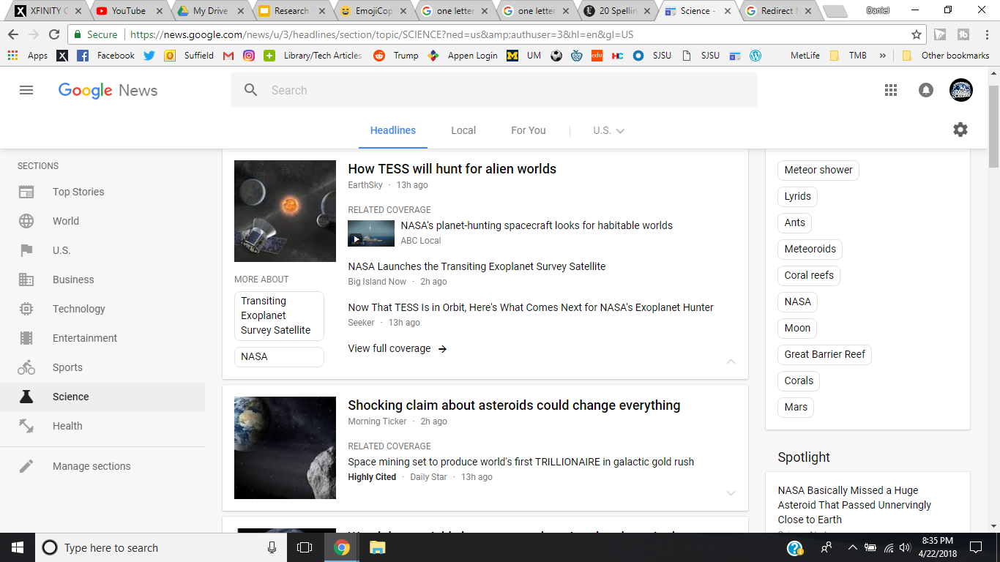 XFINITY C
YouTube
My Drive
Research
EmojiCop
one letter
one letter
20 Spellin
Science -
Redirect N
Daniel
Secure
https://news.google.com/news/u/3/headlines/section/topic/SCIENCE?ned=us&amp;authuser=3&hl=en&gl=US
Apps
Facebook
Suffield
Library/Tech Articles
Trump
Appen Login
UM
SJSU
SJSU
MetLife
TMB
»
Other bookmarks
Google News
Search
Headlines
Local
For You
U.S.
SECTIONS
Top Stories
World
U.S.
Business
Technology
Entertainment
Sports
Science
Health
Manage sections
How TESS will hunt for alien worlds
EarthSky · 13h ago
RELATED COVERAGE
NASA's planet-hunting spacecraft looks for habitable worlds
ABC Local
NASA Launches the Transiting Exoplanet Survey Satellite
Big Island Now · 2h ago
Now That TESS Is in Orbit, Here's What Comes Next for NASA's Exoplanet Hunter
Seeker · 13h ago
View full coverage
MORE ABOUT
Transiting
Exoplanet
Survey Satellite
NASA
Shocking claim about asteroids could change everything
Morning Ticker · 2h ago
RELATED COVERAGE
Space mining set to produce world's first TRILLIONAIRE in galactic gold rush
Highly Cited · Daily Star · 13h ago
Meteor shower
Lyrids
Ants
Meteoroids
Coral reefs
NASA
Moon
Great Barrier Reef
Corals
Mars
Spotlight
NASA Basically Missed a Huge
Asteroid That Passed Unnervingly
Close to Earth
Type here to search
8:35 PM
4/22/2018